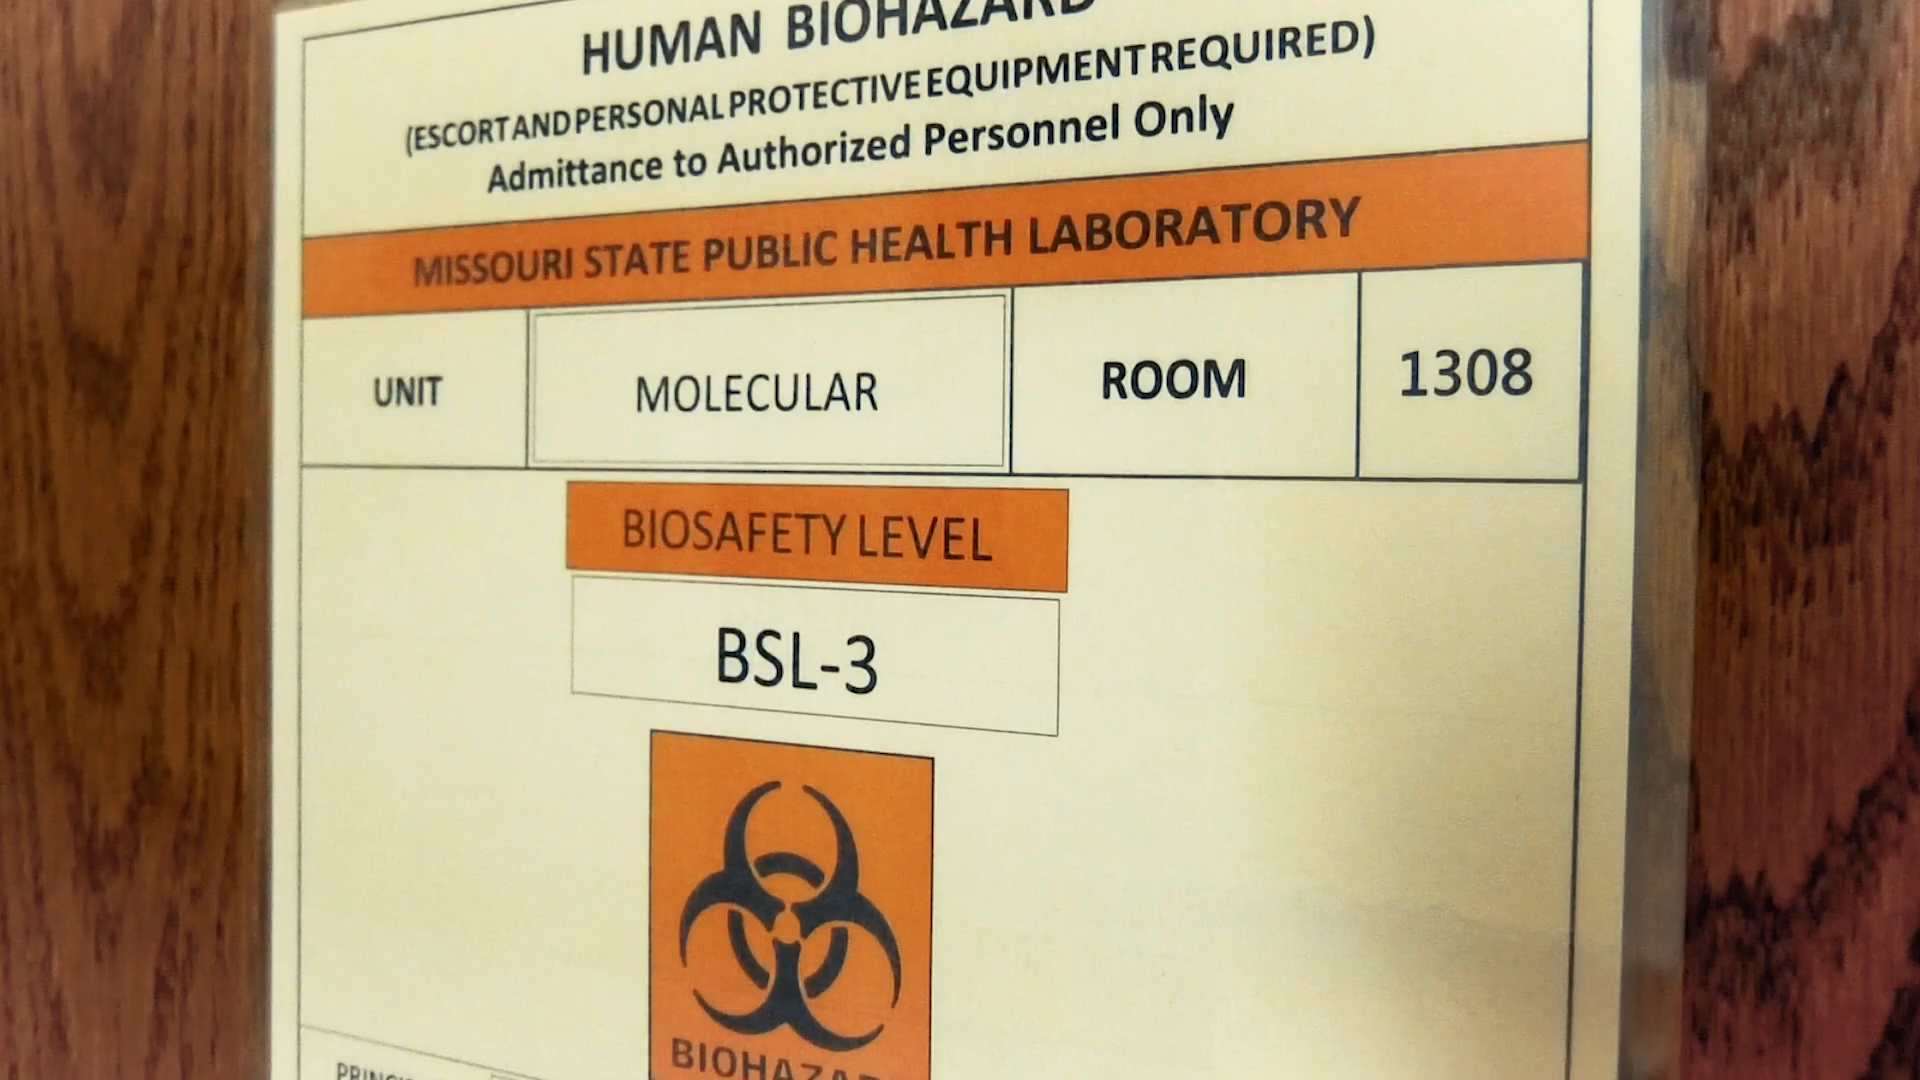 HUMAN BIOHAZARD
(ESCORT AND PERSONAL PROTECTIVE EQUIPMENT REQUIRED)
Admittance to Authorized Personnel Only
MISSOURI STATE PUBLIC HEALTH LABORATORY
UNIT MOLECULAR ROOM 1308
BIOSAFETY LEVEL
BSL-3
BIOHAZAR